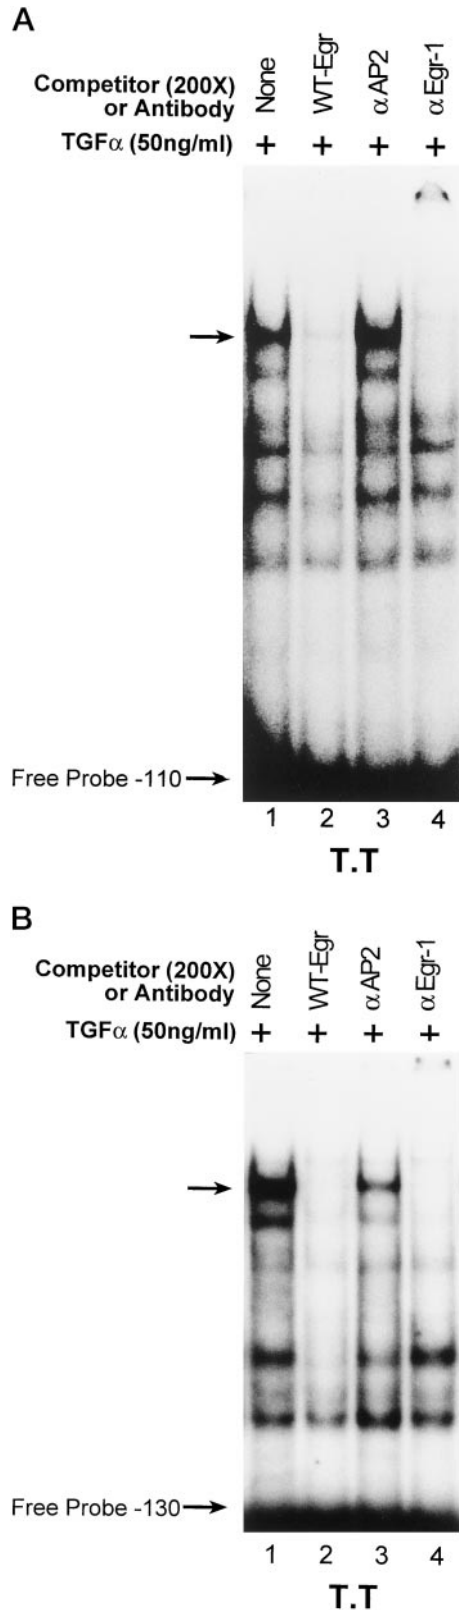 A
Competitor (200X)
or Antibody
None
WT-Egr
αAP2
αEgr-1
TGFα (50ng/ml)
+ + + +
Free Probe -110
1 2 3 4
T.T
B
Competitor (200X)
or Antibody
None
WT-Egr
αAP2
αEgr-1
TGFα (50ng/ml)
+ + + +
Free Probe -130
1 2 3 4
T.T